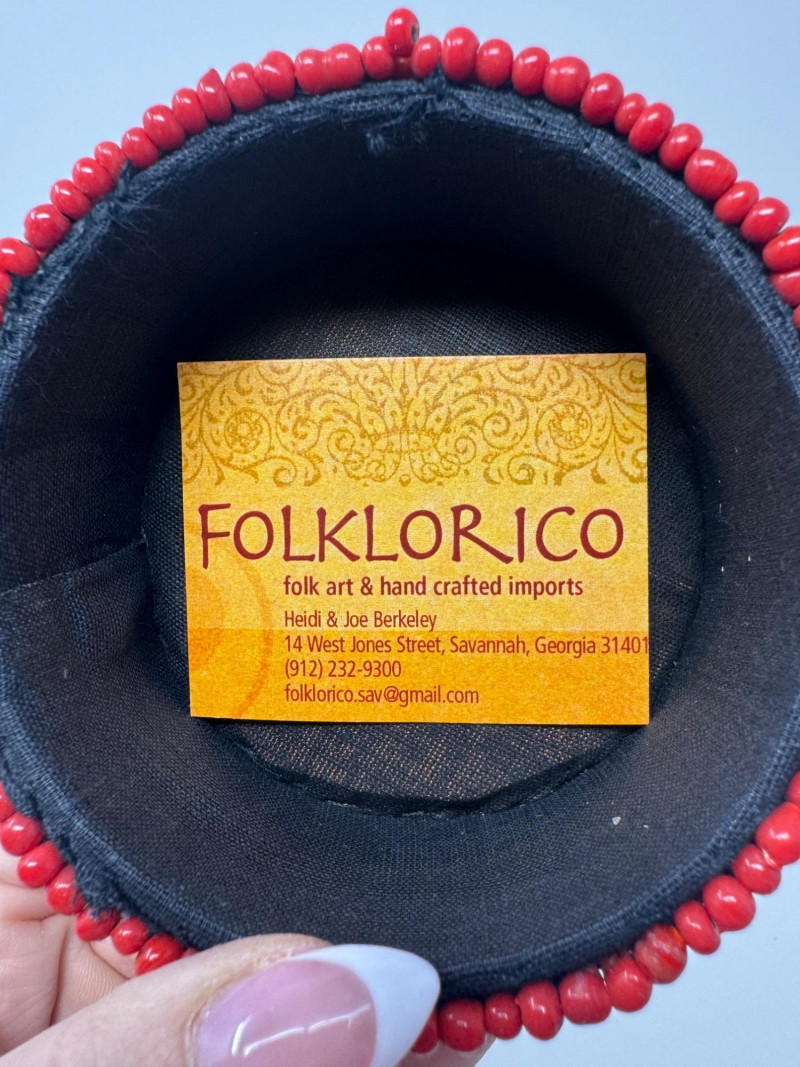 FOLKLORICO
folk art & hand crafted imports
Heidi & Joe Berkeley
14 West Jones Street, Savannah, Georgia 31401
(912) 232-9300
folklorico.sav@gmail.com